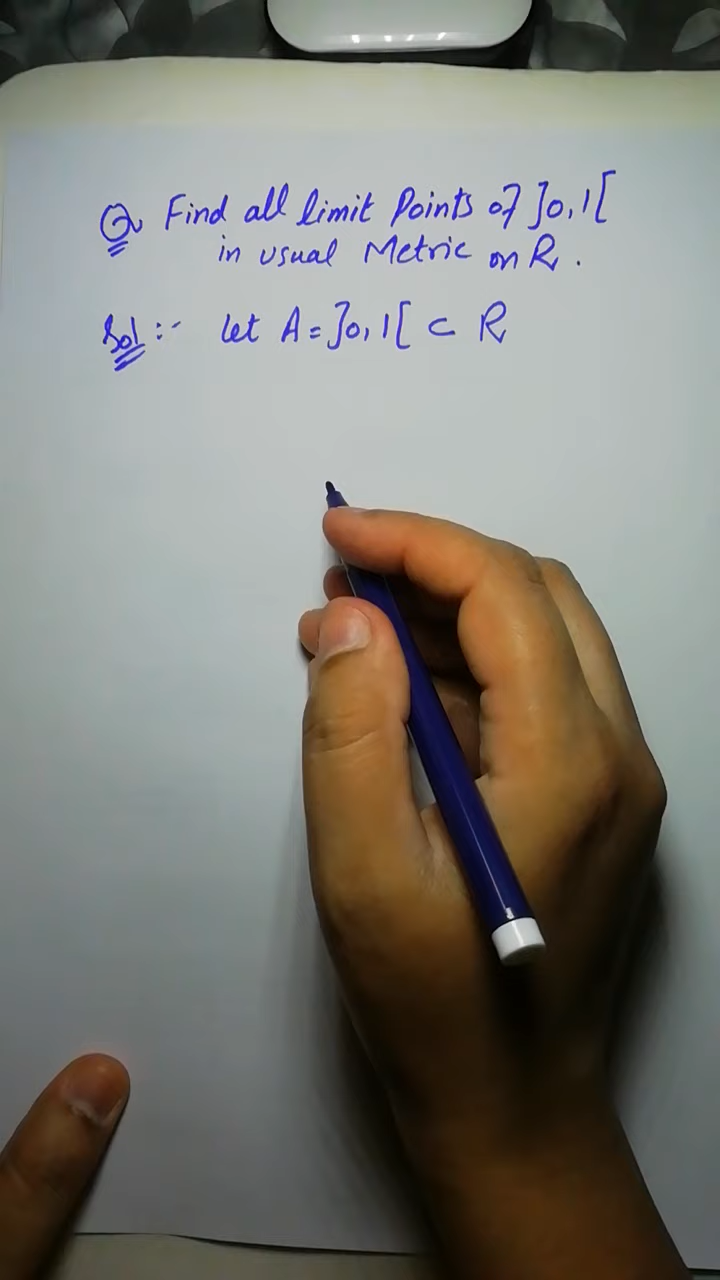 Q Find all limit Points of ]0,1[
in usual Metric on R.
Sol:- let A = ]0,1[ ⊂ R